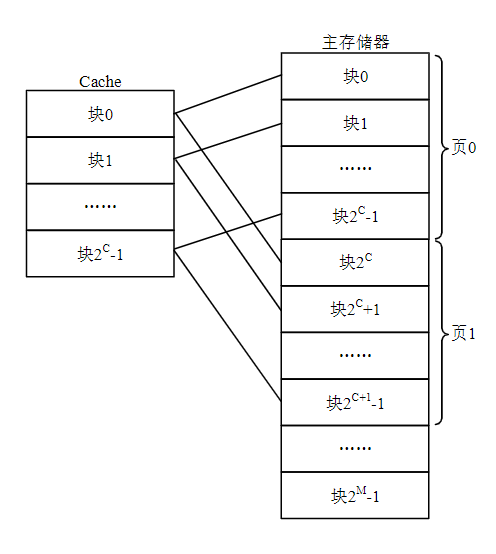 Cache
块0
块1
……
块2^C-1
主存储器
块0
块1
……
块2^C-1
块2^C
块2^C+1
……
块2^{C+1}-1
……
块2^M-1
页0
页1